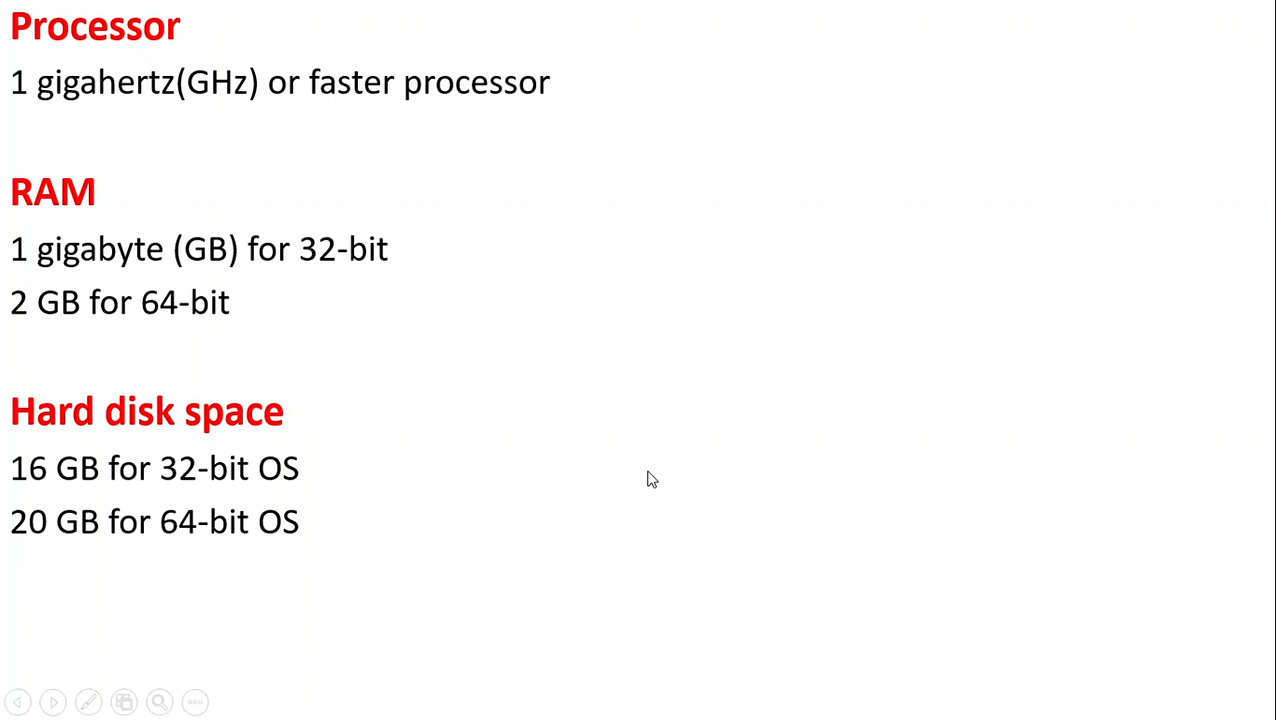 Processor
1 gigahertz(GHz) or faster processor
RAM
1 gigabyte (GB) for 32-bit
2 GB for 64-bit
Hard disk space
16 GB for 32-bit OS
20 GB for 64-bit OS